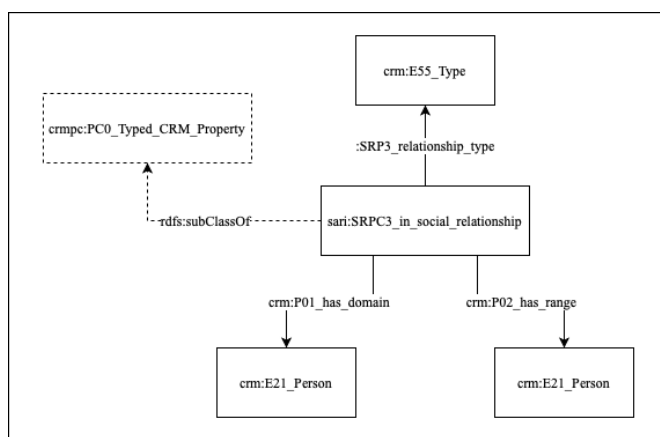 crm:E55_Type
crmpc:PC0_Typed_CRM_Property
:SRP3_relationship_type
rdfs:subClassOf
sari:SRPC3_in_social_relationship
crm:P01_has_domain
crm:P02_has_range
crm:E21_Person
crm:E21_Person